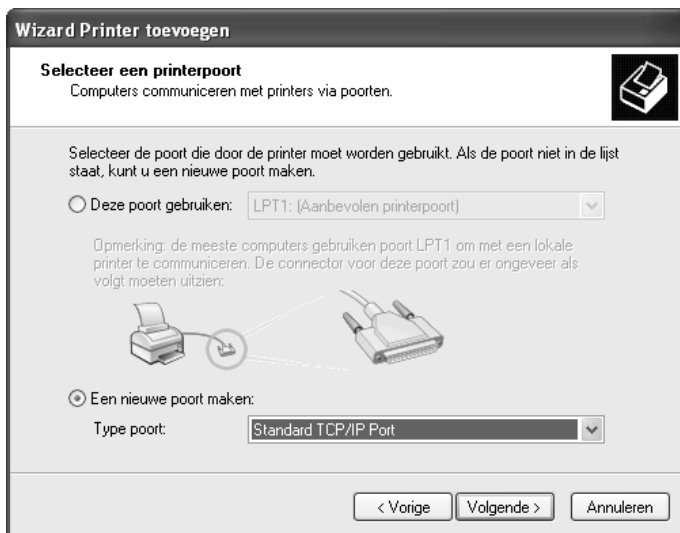 Wizard Printer toevoegen
Selecteer een printerpoort
Computers communiceren met printers via poorten.
Selecteer de poort die door de printer moet worden gebruikt. Als de poort niet in de lijst
staat, kunt u een nieuwe poort maken.
Deze poort gebruiken: LPT1: (Aanbevolen printerpoort)
Opmerking: de meeste computers gebruiken poort LPT1 om met een lokale
printer te communiceren. De connector voor deze poort zou er ongeveer als
volgt moeten uitzien:
Een nieuwe poort maken:
Type poort: Standard TCP/IP Port
< Vorige Volgende > Annuleren